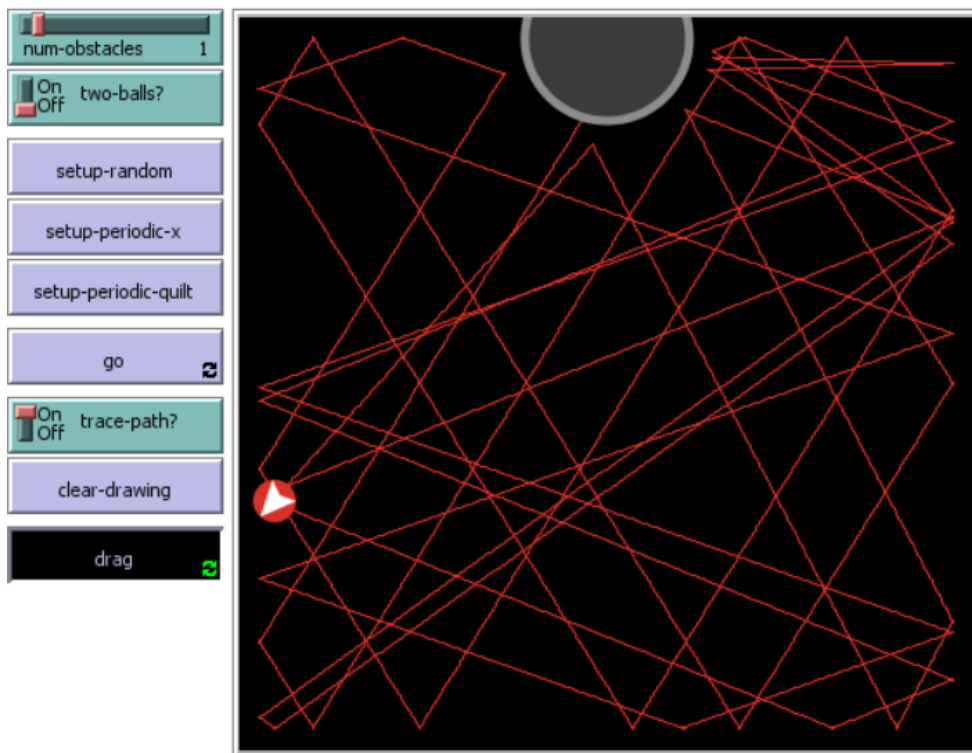 num-obstacles 1
On
Off
two-balls?
setup-random
setup-periodic-x
setup-periodic-quilt
go
On
Off
trace-path?
clear-drawing
drag